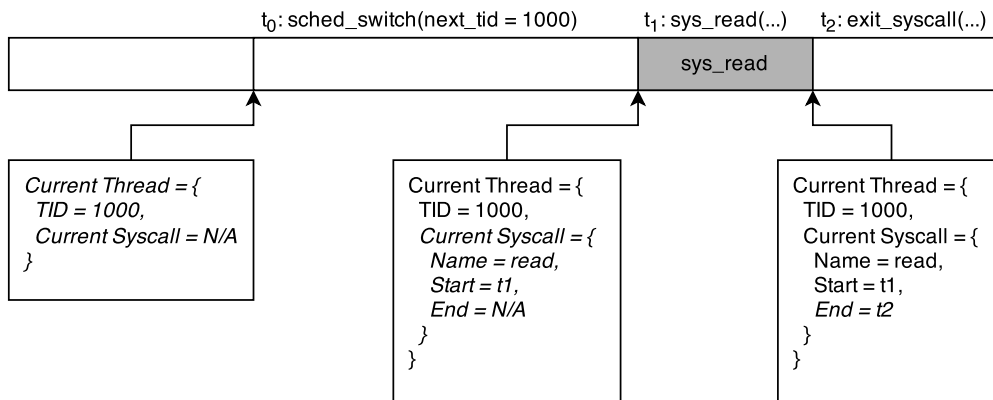 t0: sched_switch(next_tid = 1000)
t1: sys_read(...)
t2: exit_syscall(...)
sys_read
Current Thread = {
TID = 1000,
Current Syscall = N/A
}
Current Thread = {
TID = 1000,
Current Syscall = {
Name = read,
Start = t1,
End = N/A
}
}
Current Thread = {
TID = 1000,
Current Syscall = {
Name = read,
Start = t1,
End = t2
}
}